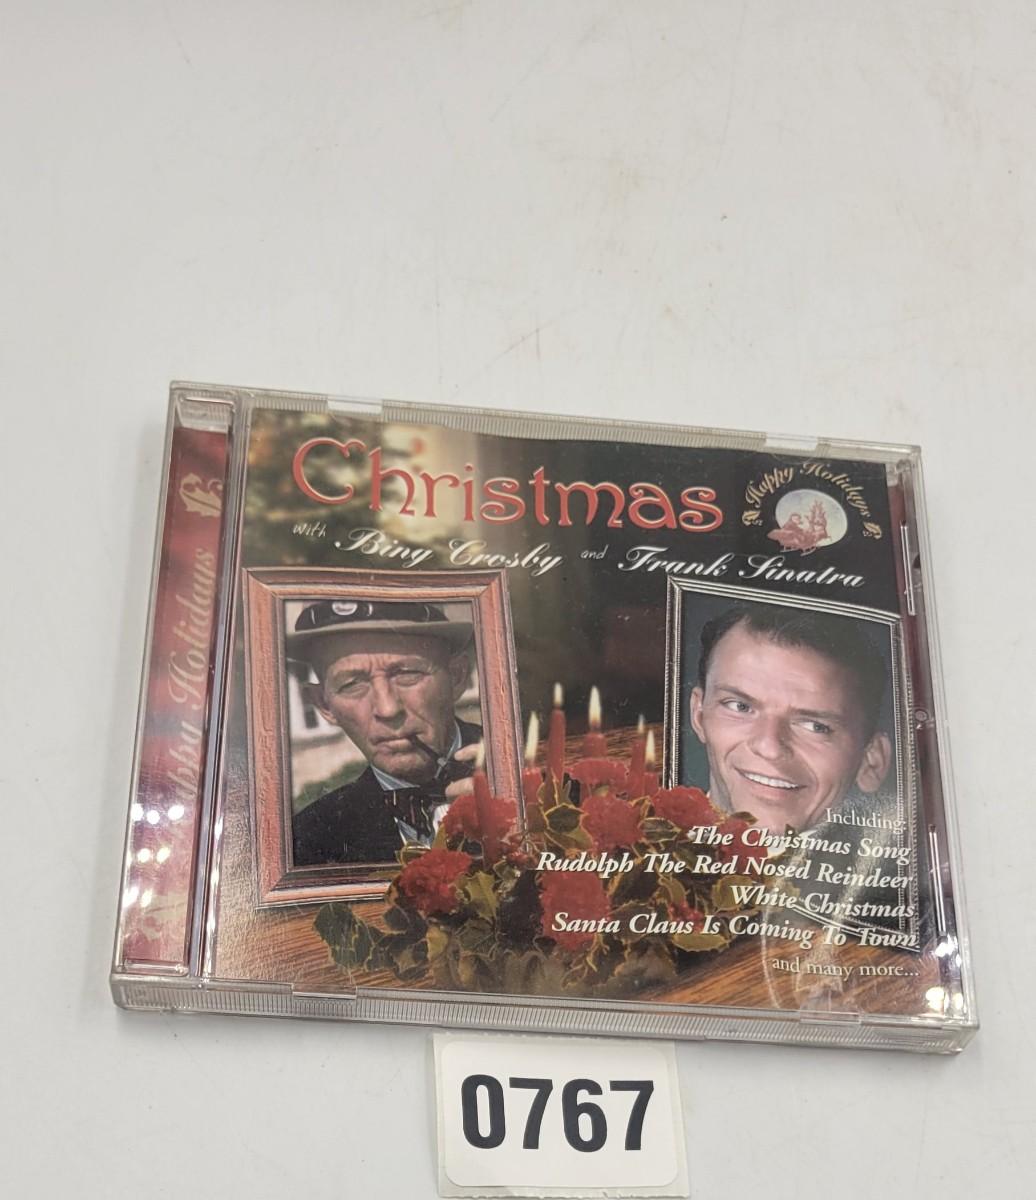 Christmas
with Bing Crosby and Frank Sinatra
Happy Holidays
Happy Holidays
Including:
The Christmas Song
Rudolph The Red Nosed Reindeer
White Christmas
Santa Claus Is Coming To Town
and many more...
0767